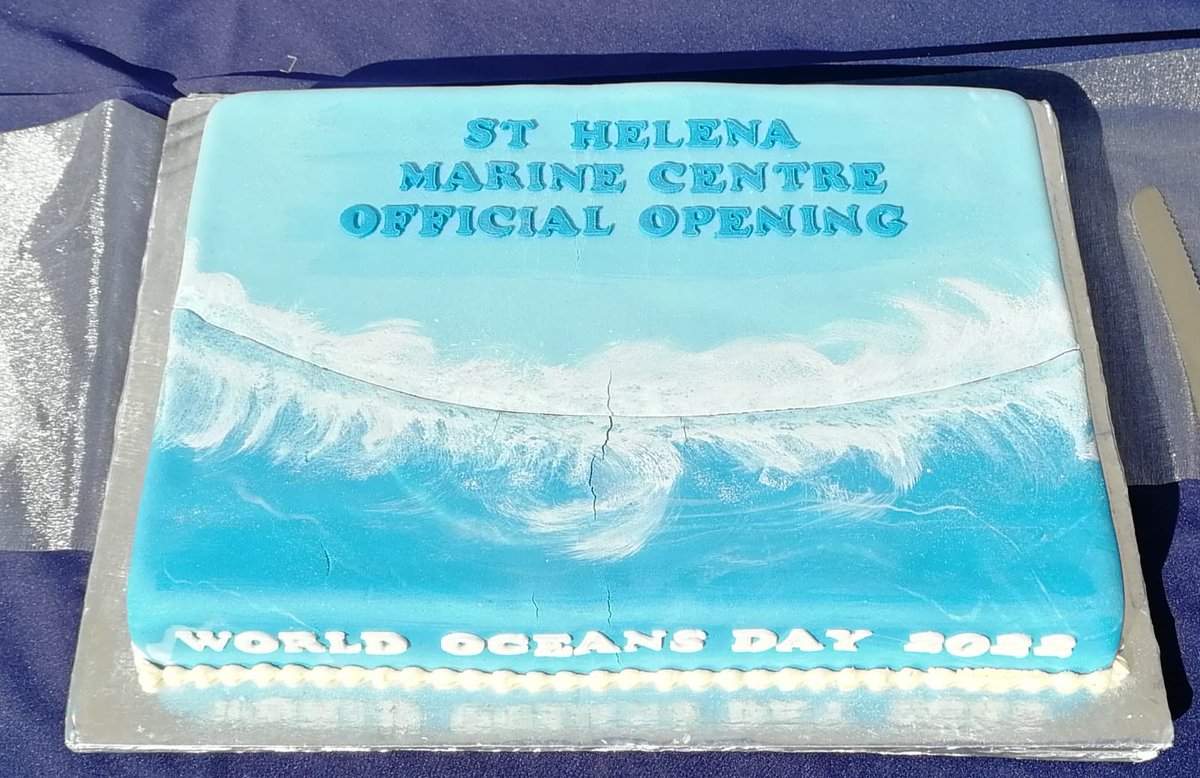 ST HELENA
MARINE CENTRE
OFFICIAL OPENING
WORLD OCEANS DAY 2022